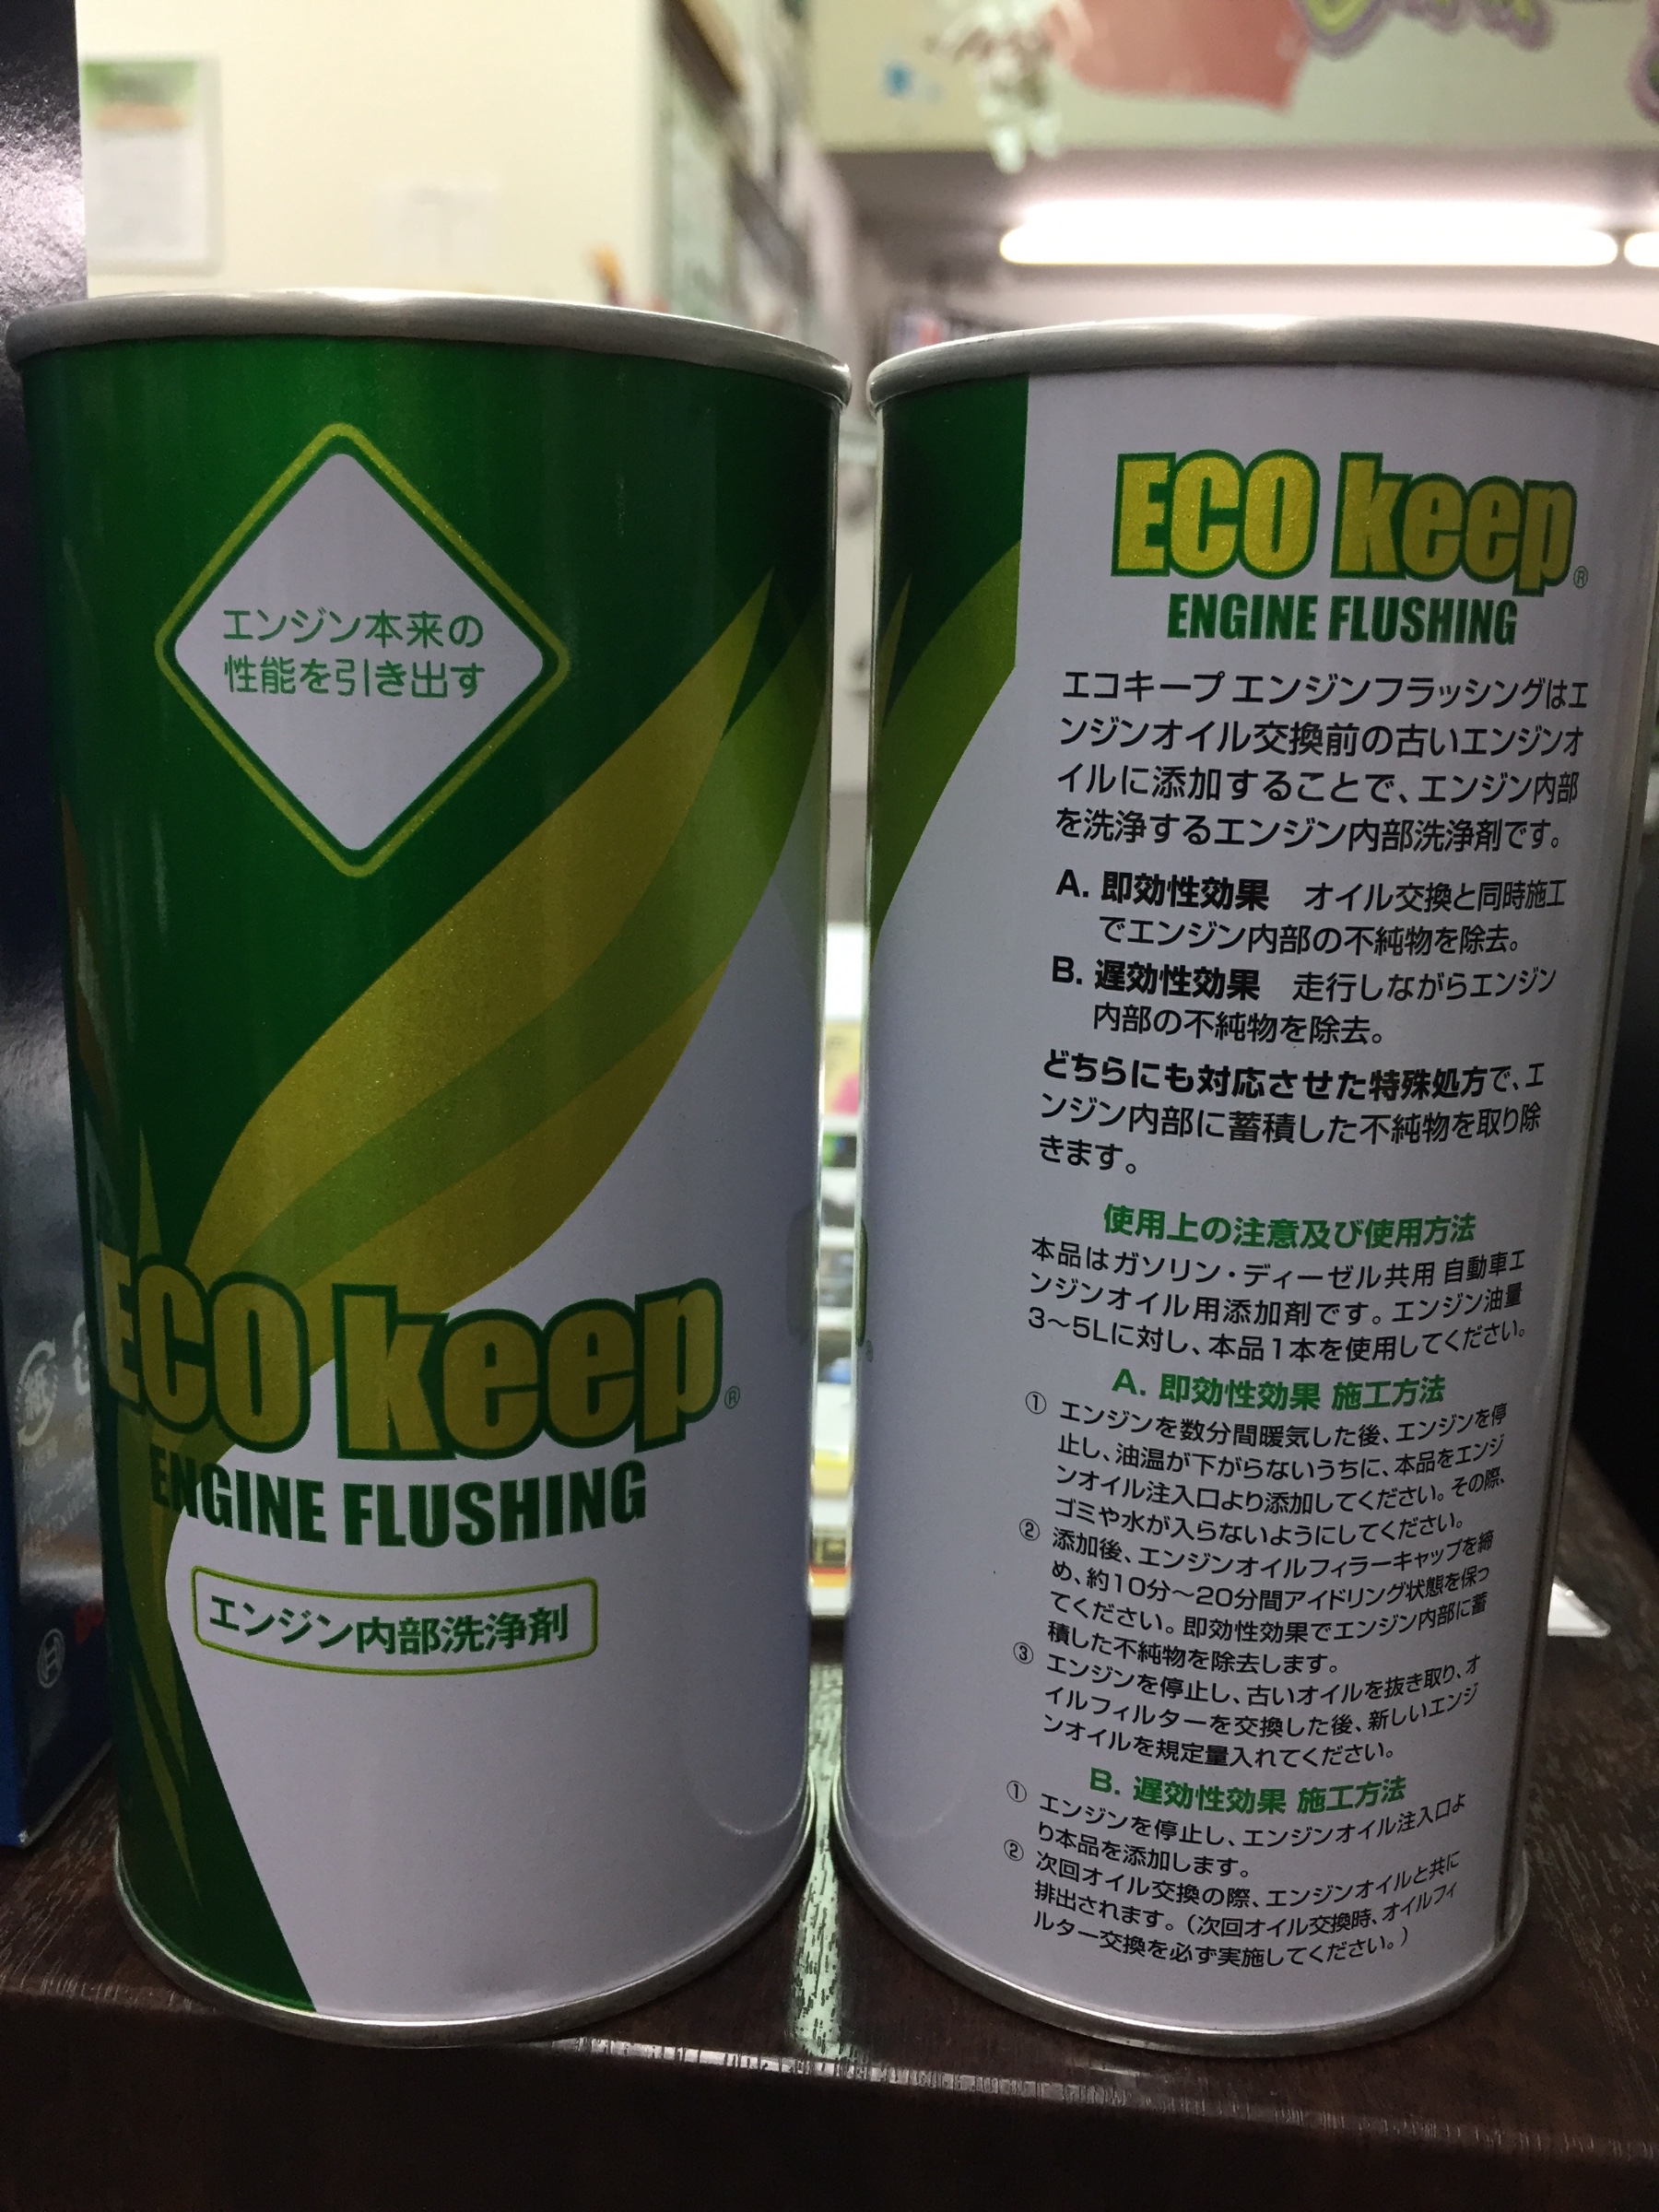 エンジン本来の
性能を引き出す
ECO keep®
ENGINE FLUSHING
エンジン内部洗浄剤
ECO keep®
ENGINE FLUSHING
エコキープ エンジンフラッシングはエ
ンジンオイル交換前の古いエンジンオ
イルに添加することで、エンジン内部
を洗浄するエンジン内部洗浄剤です。
A. 即効性効果　オイル交換と同時施工
でエンジン内部の不純物を除去。
B. 遅効性効果　走行しながらエンジン
内部の不純物を除去。
どちらにも対応させた特殊処方で、エ
ンジン内部に蓄積した不純物を取り除
きます。
使用上の注意及び使用方法
本品はガソリン・ディーゼル共用 自動車エ
ンジンオイル用添加剤です。エンジン油量
3〜5Lに対し、本品1本を使用してください。
A. 即効性効果 施工方法
① エンジンを数分間暖気した後、エンジンを停
止し、油温が下がらないうちに、本品をエンジ
ンオイル注入口より添加してください。その際、
ゴミや水が入らないようにしてください。
② 添加後、エンジンオイルフィラーキャップを締
め、約10分〜20分間アイドリング状態を保っ
てください。即効性効果でエンジン内部に蓄
積した不純物を除去します。
③ エンジンを停止し、古いオイルを抜き取り、オ
イルフィルターを交換した後、新しいエンジ
ンオイルを規定量入れてください。
B. 遅効性効果 施工方法
① エンジンを停止し、エンジンオイル注入口よ
り本品を添加します。
② 次回オイル交換の際、エンジンオイルと共に
排出されます。（次回オイル交換時、オイルフィ
ルター交換を必ず実施してください。）
紙